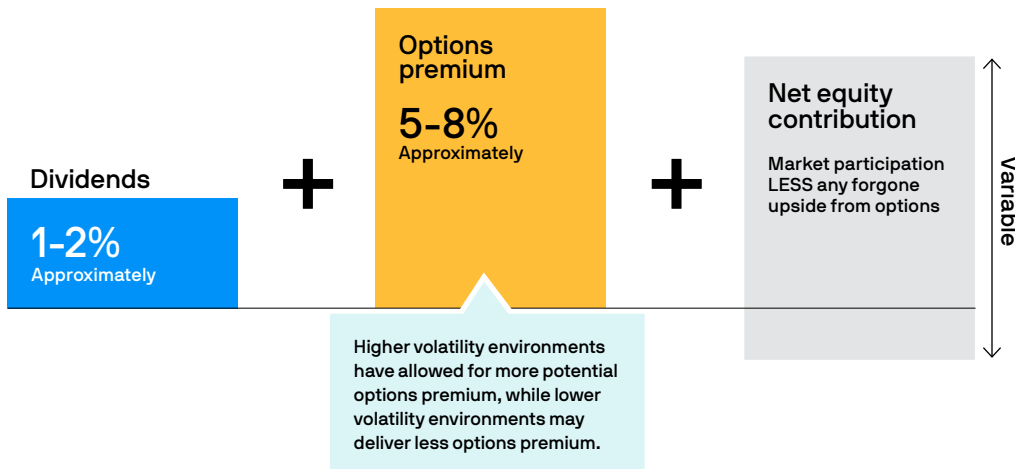 Dividends
1-2%
Approximately
+
Options
premium
5-8%
Approximately
Higher volatility environments
have allowed for more potential
options premium, while lower
volatility environments may
deliver less options premium.
+
Net equity
contribution
Market participation
LESS any forgone
upside from options
Variable